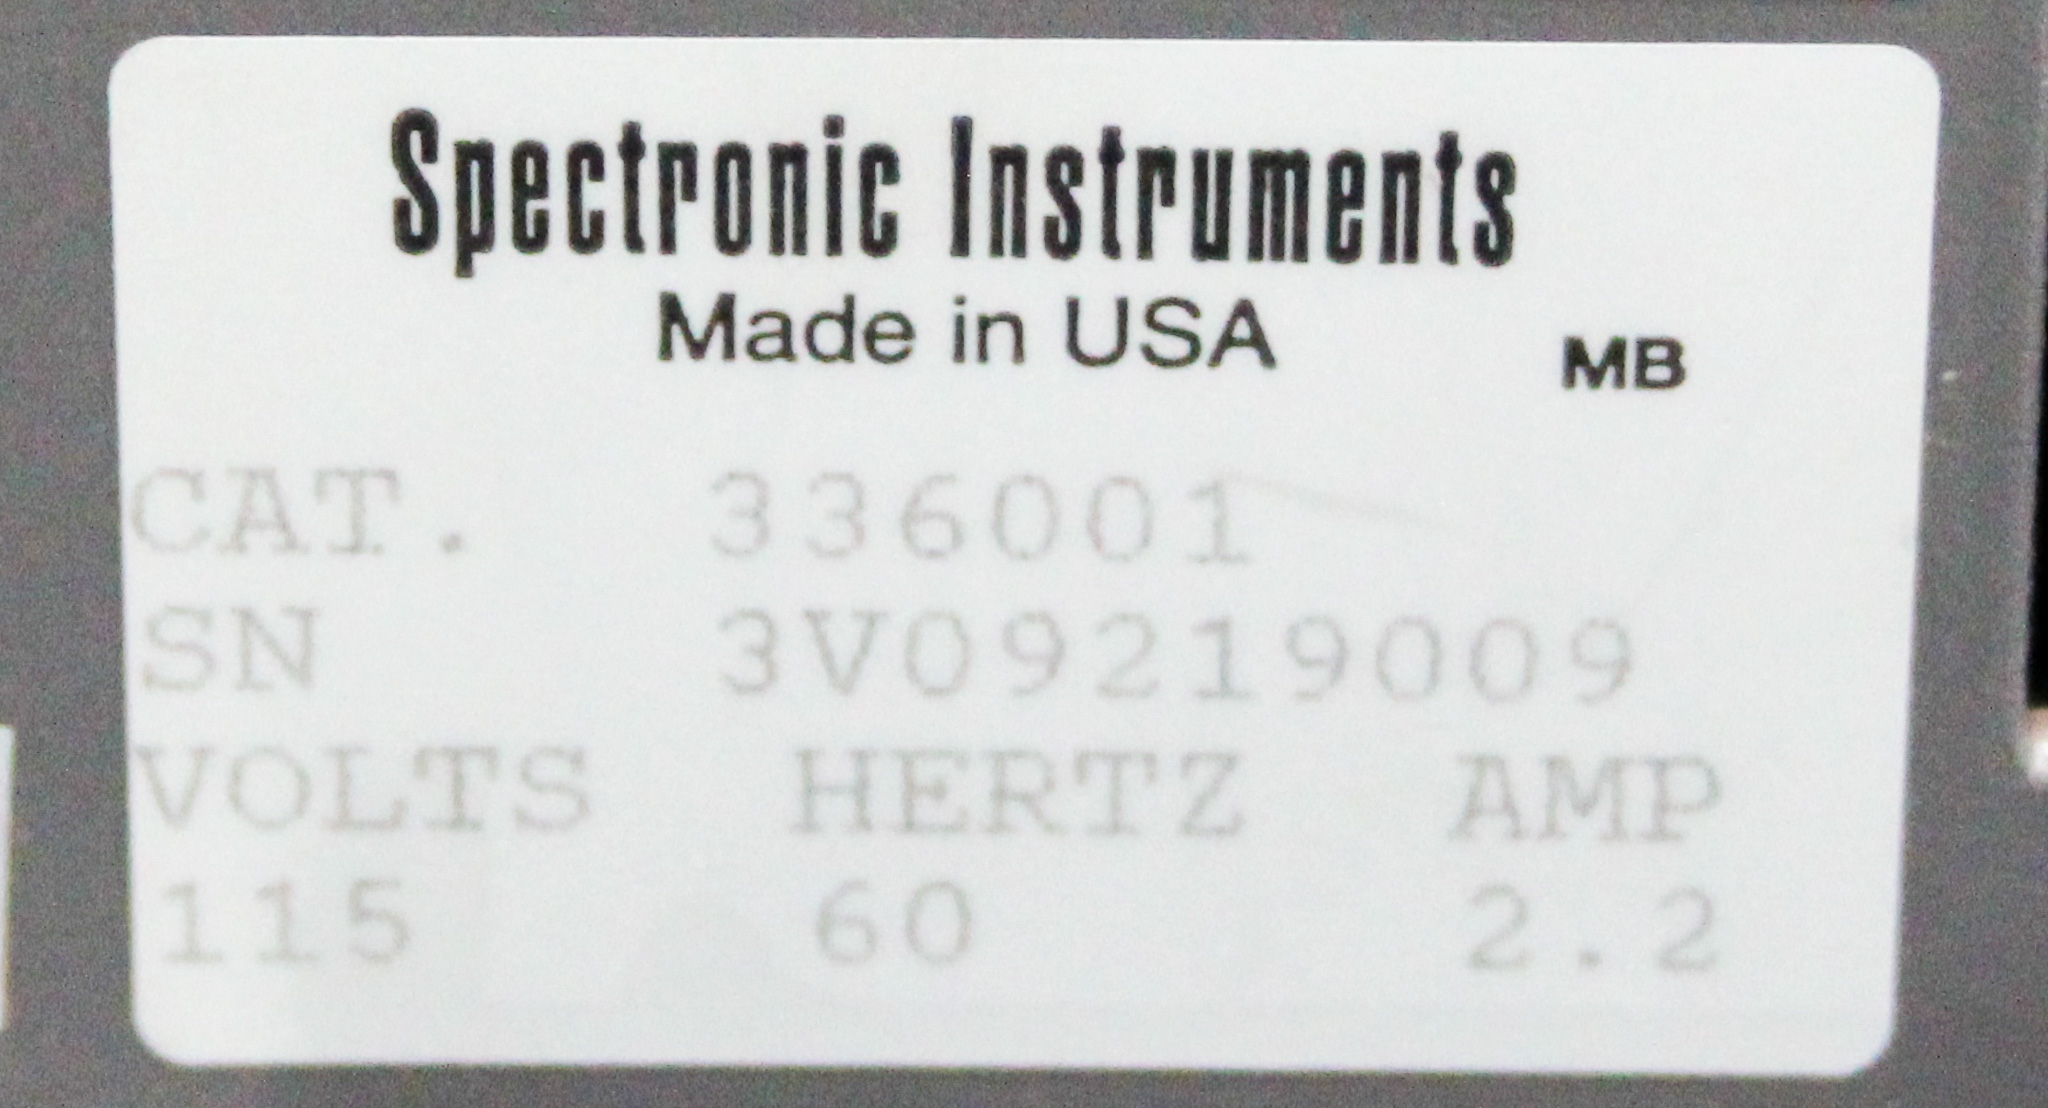 Spectronic Instruments
Made in USA
MB
CAT. 336001
SN 3V09219009
VOLTS HERTZ AMP
115 60 2.2